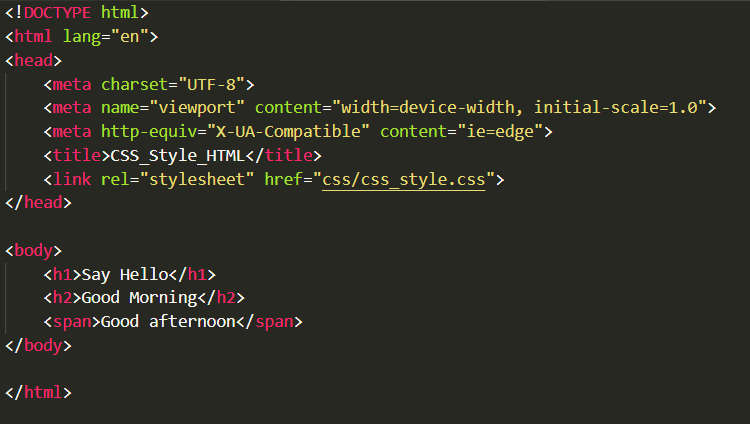 <!DOCTYPE html>
<html lang="en">
<head>
    <meta charset="UTF-8">
    <meta name="viewport" content="width=device-width, initial-scale=1.0">
    <meta http-equiv="X-UA-Compatible" content="ie=edge">
    <title>CSS_Style_HTML</title>
    <link rel="stylesheet" href="css/css_style.css">
</head>

<body>
    <h1>Say Hello</h1>
    <h2>Good Morning</h2>
    <span>Good afternoon</span>
</body>

</html>